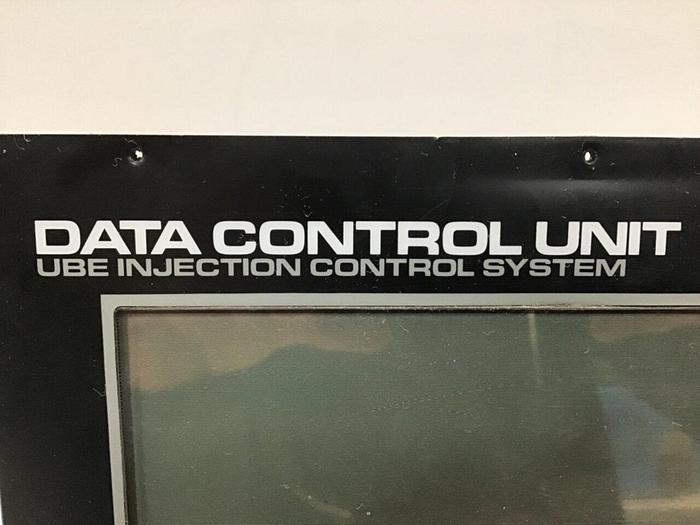 DATA CONTROL UNIT
UBE INJECTION CONTROL SYSTEM